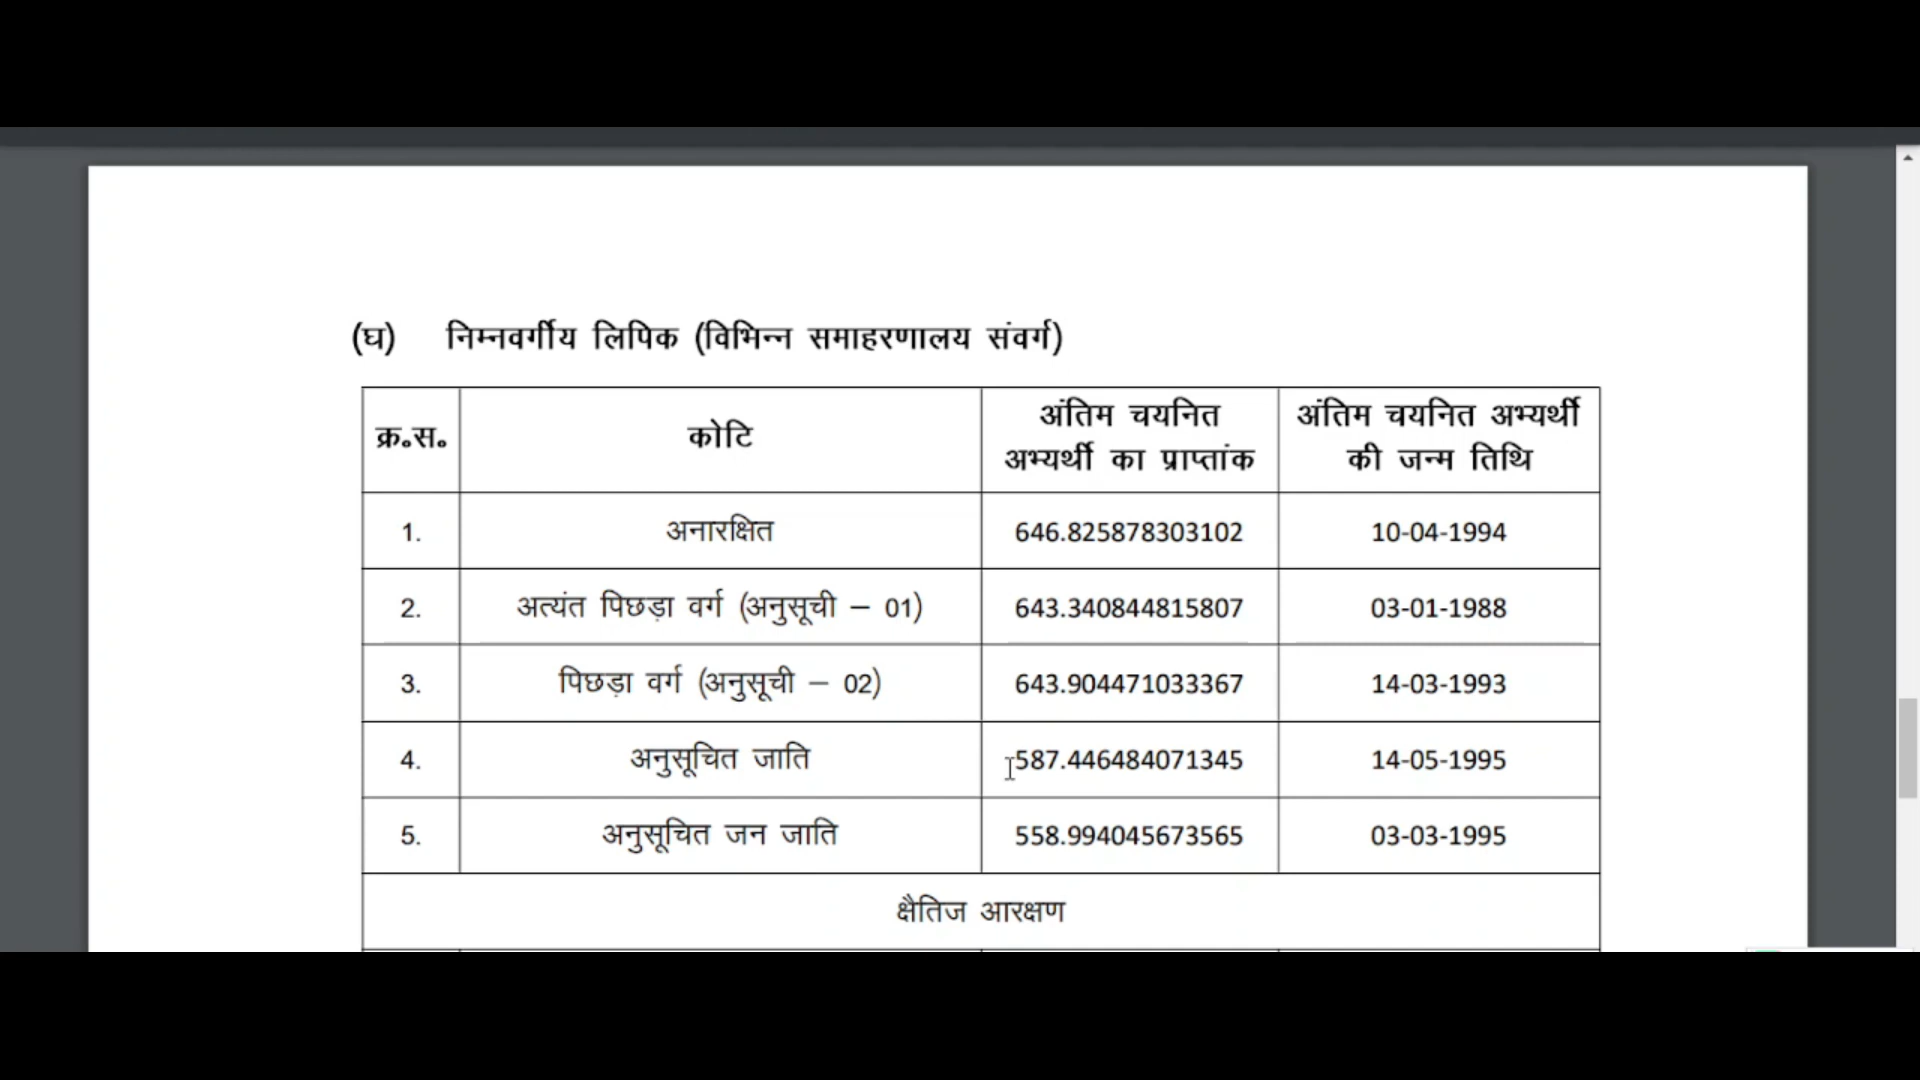 (घ) निम्नवर्गीय लिपिक (विभिन्न समाहरणालय संवर्ग)
क्र॰स॰ कोटि अंतिम चयनित अभ्यर्थी का प्राप्तांक अंतिम चयनित अभ्यर्थी की जन्म तिथि
1. अनारक्षित 646.825878303102 10-04-1994
2. अत्यंत पिछड़ा वर्ग (अनुसूची – 01) 643.340844815807 03-01-1988
3. पिछड़ा वर्ग (अनुसूची – 02) 643.904471033367 14-03-1993
4. अनुसूचित जाति 587.446484071345 14-05-1995
5. अनुसूचित जन जाति 558.994045673565 03-03-1995
क्षैतिज आरक्षण